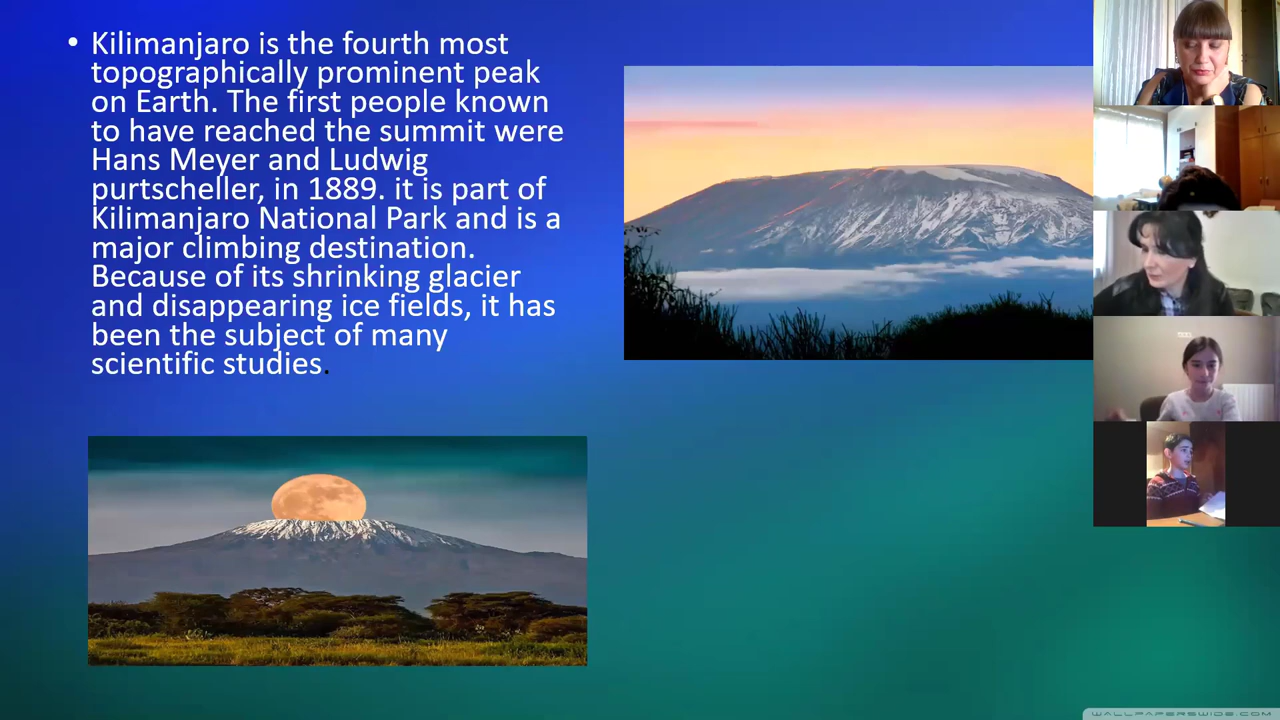 • Kilimanjaro is the fourth most
topographically prominent peak
on Earth. The first people known
to have reached the summit were
Hans Meyer and Ludwig
purtscheller, in 1889. it is part of
Kilimanjaro National Park and is a
major climbing destination.
Because of its shrinking glacier
and disappearing ice fields, it has
been the subject of many
scientific studies.
WALLPAPERSWIDE.COM